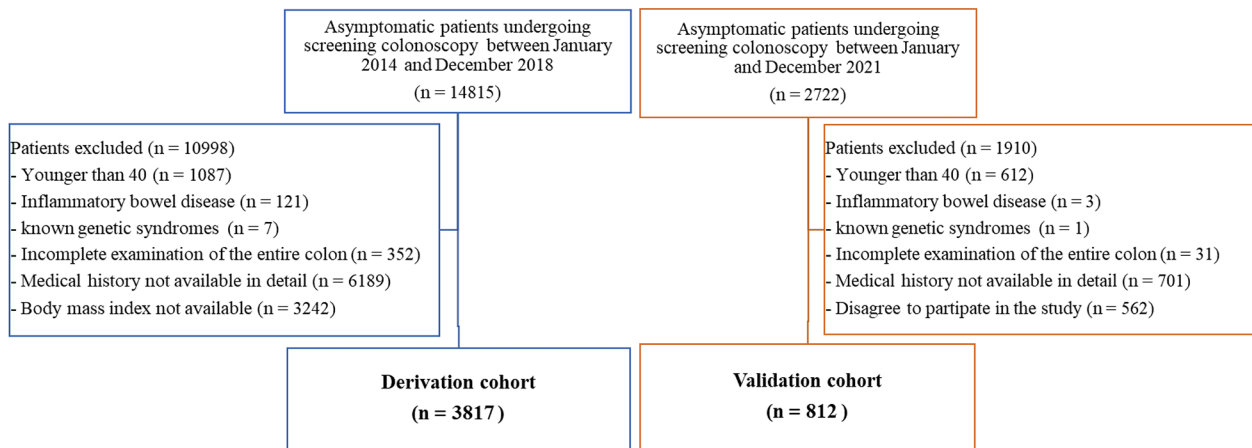 Asymptomatic patients undergoing
screening colonoscopy between January
2014 and December 2018
(n = 14815)
Patients excluded (n = 10998)
- Younger than 40 (n = 1087)
- Inflammatory bowel disease (n = 121)
- known genetic syndromes (n = 7)
- Incomplete examination of the entire colon (n = 352)
- Medical history not available in detail (n = 6189)
- Body mass index not available (n = 3242)
Derivation cohort
(n = 3817 )
Asymptomatic patients undergoing
screening colonoscopy between January
and December 2021
(n = 2722)
Patients excluded (n = 1910)
- Younger than 40 (n = 612)
- Inflammatory bowel disease (n = 3)
- known genetic syndromes (n = 1)
- Incomplete examination of the entire colon (n = 31)
- Medical history not available in detail (n = 701)
- Disagree to partipate in the study (n = 562)
Validation cohort
(n = 812 )